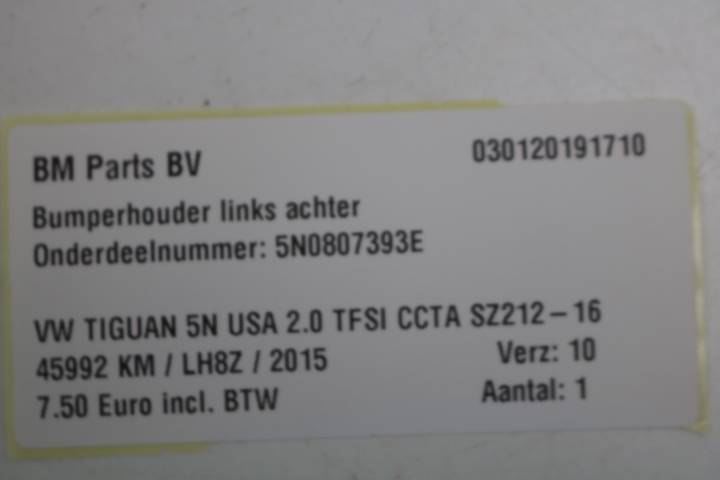 BM Parts BV 030120191710
Bumperhouder links achter
Onderdeelnummer: 5N0807393E
VW TIGUAN 5N USA 2.0 TFSI CCTA SZ212-16
45992 KM / LH8Z / 2015 Verz: 10
7.50 Euro incl. BTW Aantal: 1